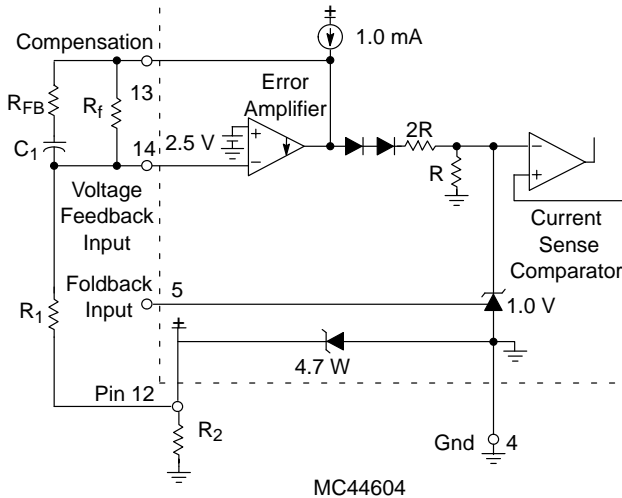 Compensation
1.0 mA
13
Error
Amplifier
R_FB
R_f
C_1
14
2.5 V
+
−
2R
R
−
+
Voltage
Feedback
Input
Current
Sense
Comparator
Foldback
Input
5
R_1
1.0 V
4.7 W
Pin 12
R_2
Gnd
4
MC44604